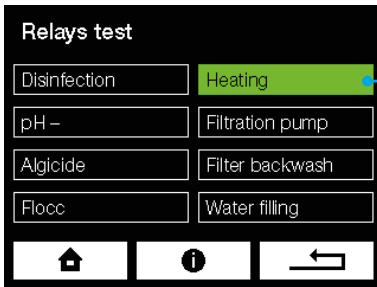 Relays test
Disinfection
Heating
pH –
Filtration pump
Algicide
Filter backwash
Flocc
Water filling